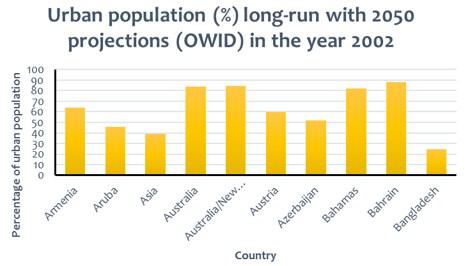 Urban population (%) long-run with 2050
projections (OWID) in the year 2002
Percentage of urban population
100
90
80
70
60
50
40
30
20
10
0
Armenia
Aruba
Asia
Australia
Australia/New...
Austria
Azerbaijan
Bahamas
Bahrain
Bangladesh
Country